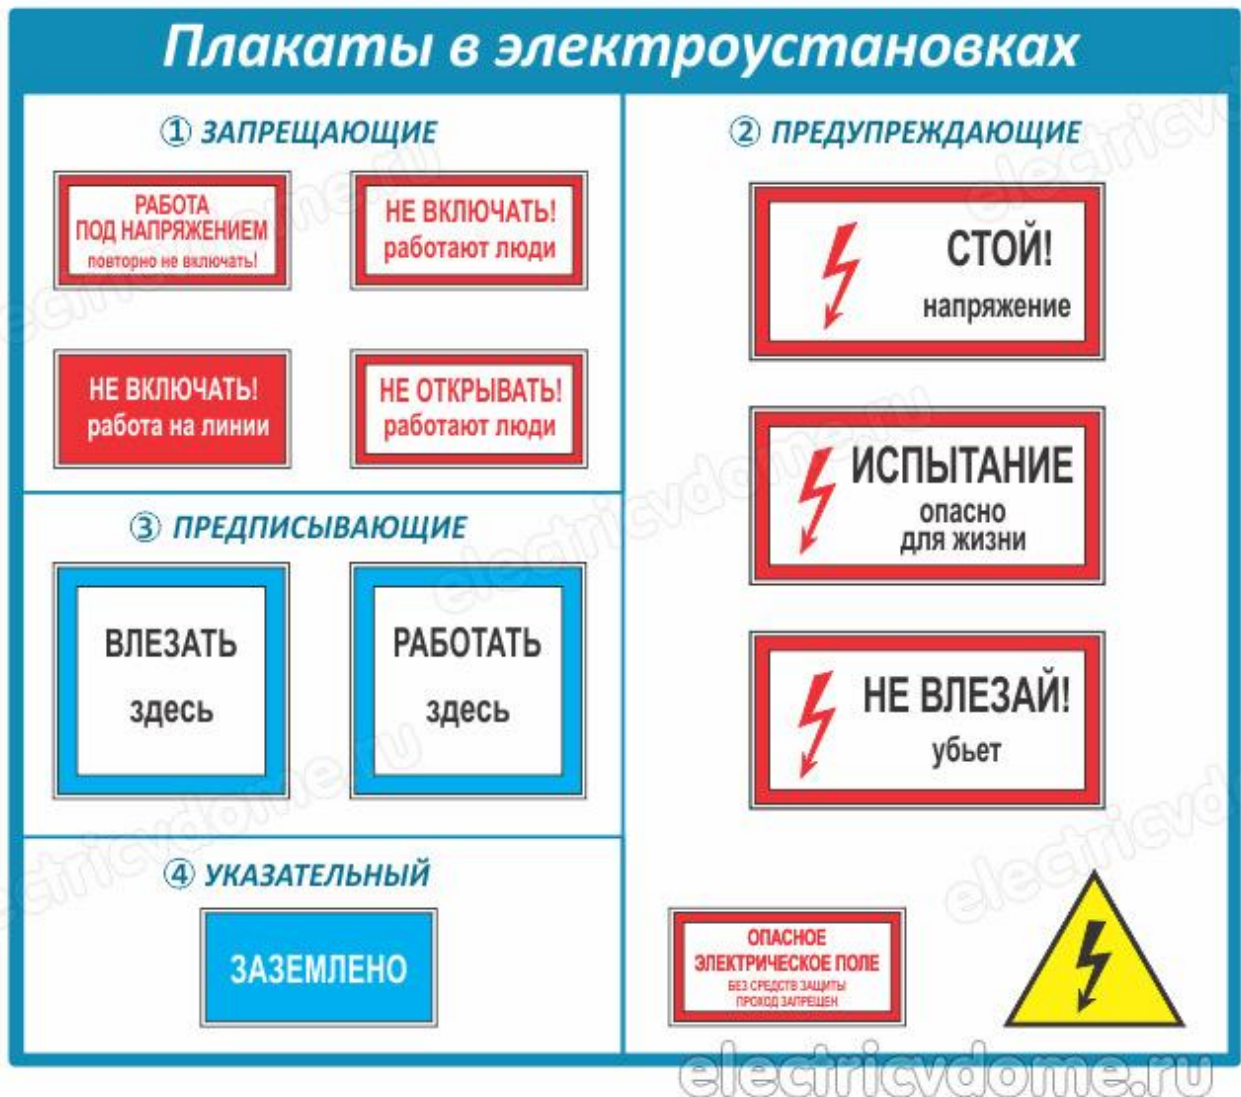 Плакаты в электроустановках
① ЗАПРЕЩАЮЩИЕ
РАБОТА
ПОД НАПРЯЖЕНИЕМ
повторно не включать!
НЕ ВКЛЮЧАТЬ!
работают люди
НЕ ВКЛЮЧАТЬ!
работа на линии
НЕ ОТКРЫВАТЬ!
работают люди
② ПРЕДУПРЕЖДАЮЩИЕ
СТОЙ!
напряжение
ИСПЫТАНИЕ
опасно
для жизни
НЕ ВЛЕЗАЙ!
убьет
ОПАСНОЕ
ЭЛЕКТРИЧЕСКОЕ ПОЛЕ
БЕЗ СРЕДСТВ ЗАЩИТЫ
ПРОХОД ЗАПРЕЩЕН
③ ПРЕДПИСЫВАЮЩИЕ
ВЛЕЗАТЬ
здесь
РАБОТАТЬ
здесь
④ УКАЗАТЕЛЬНЫЙ
ЗАЗЕМЛЕНО
electricvdome.ru